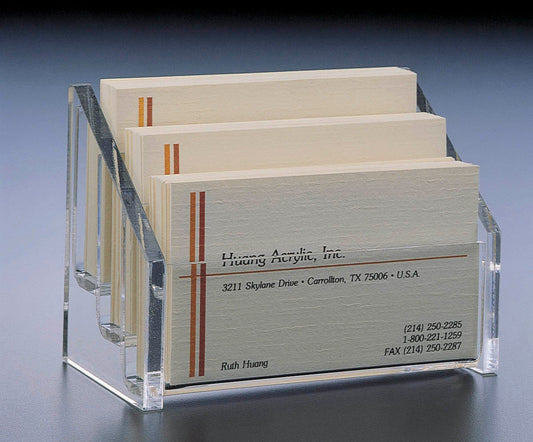 Huang Acrylic, Inc.
3211 Skylane Drive • Carrollton, TX 75006 • U.S.A.
(214) 250-2285
1-800-221-1259
FAX (214) 250-2287
Ruth Huang